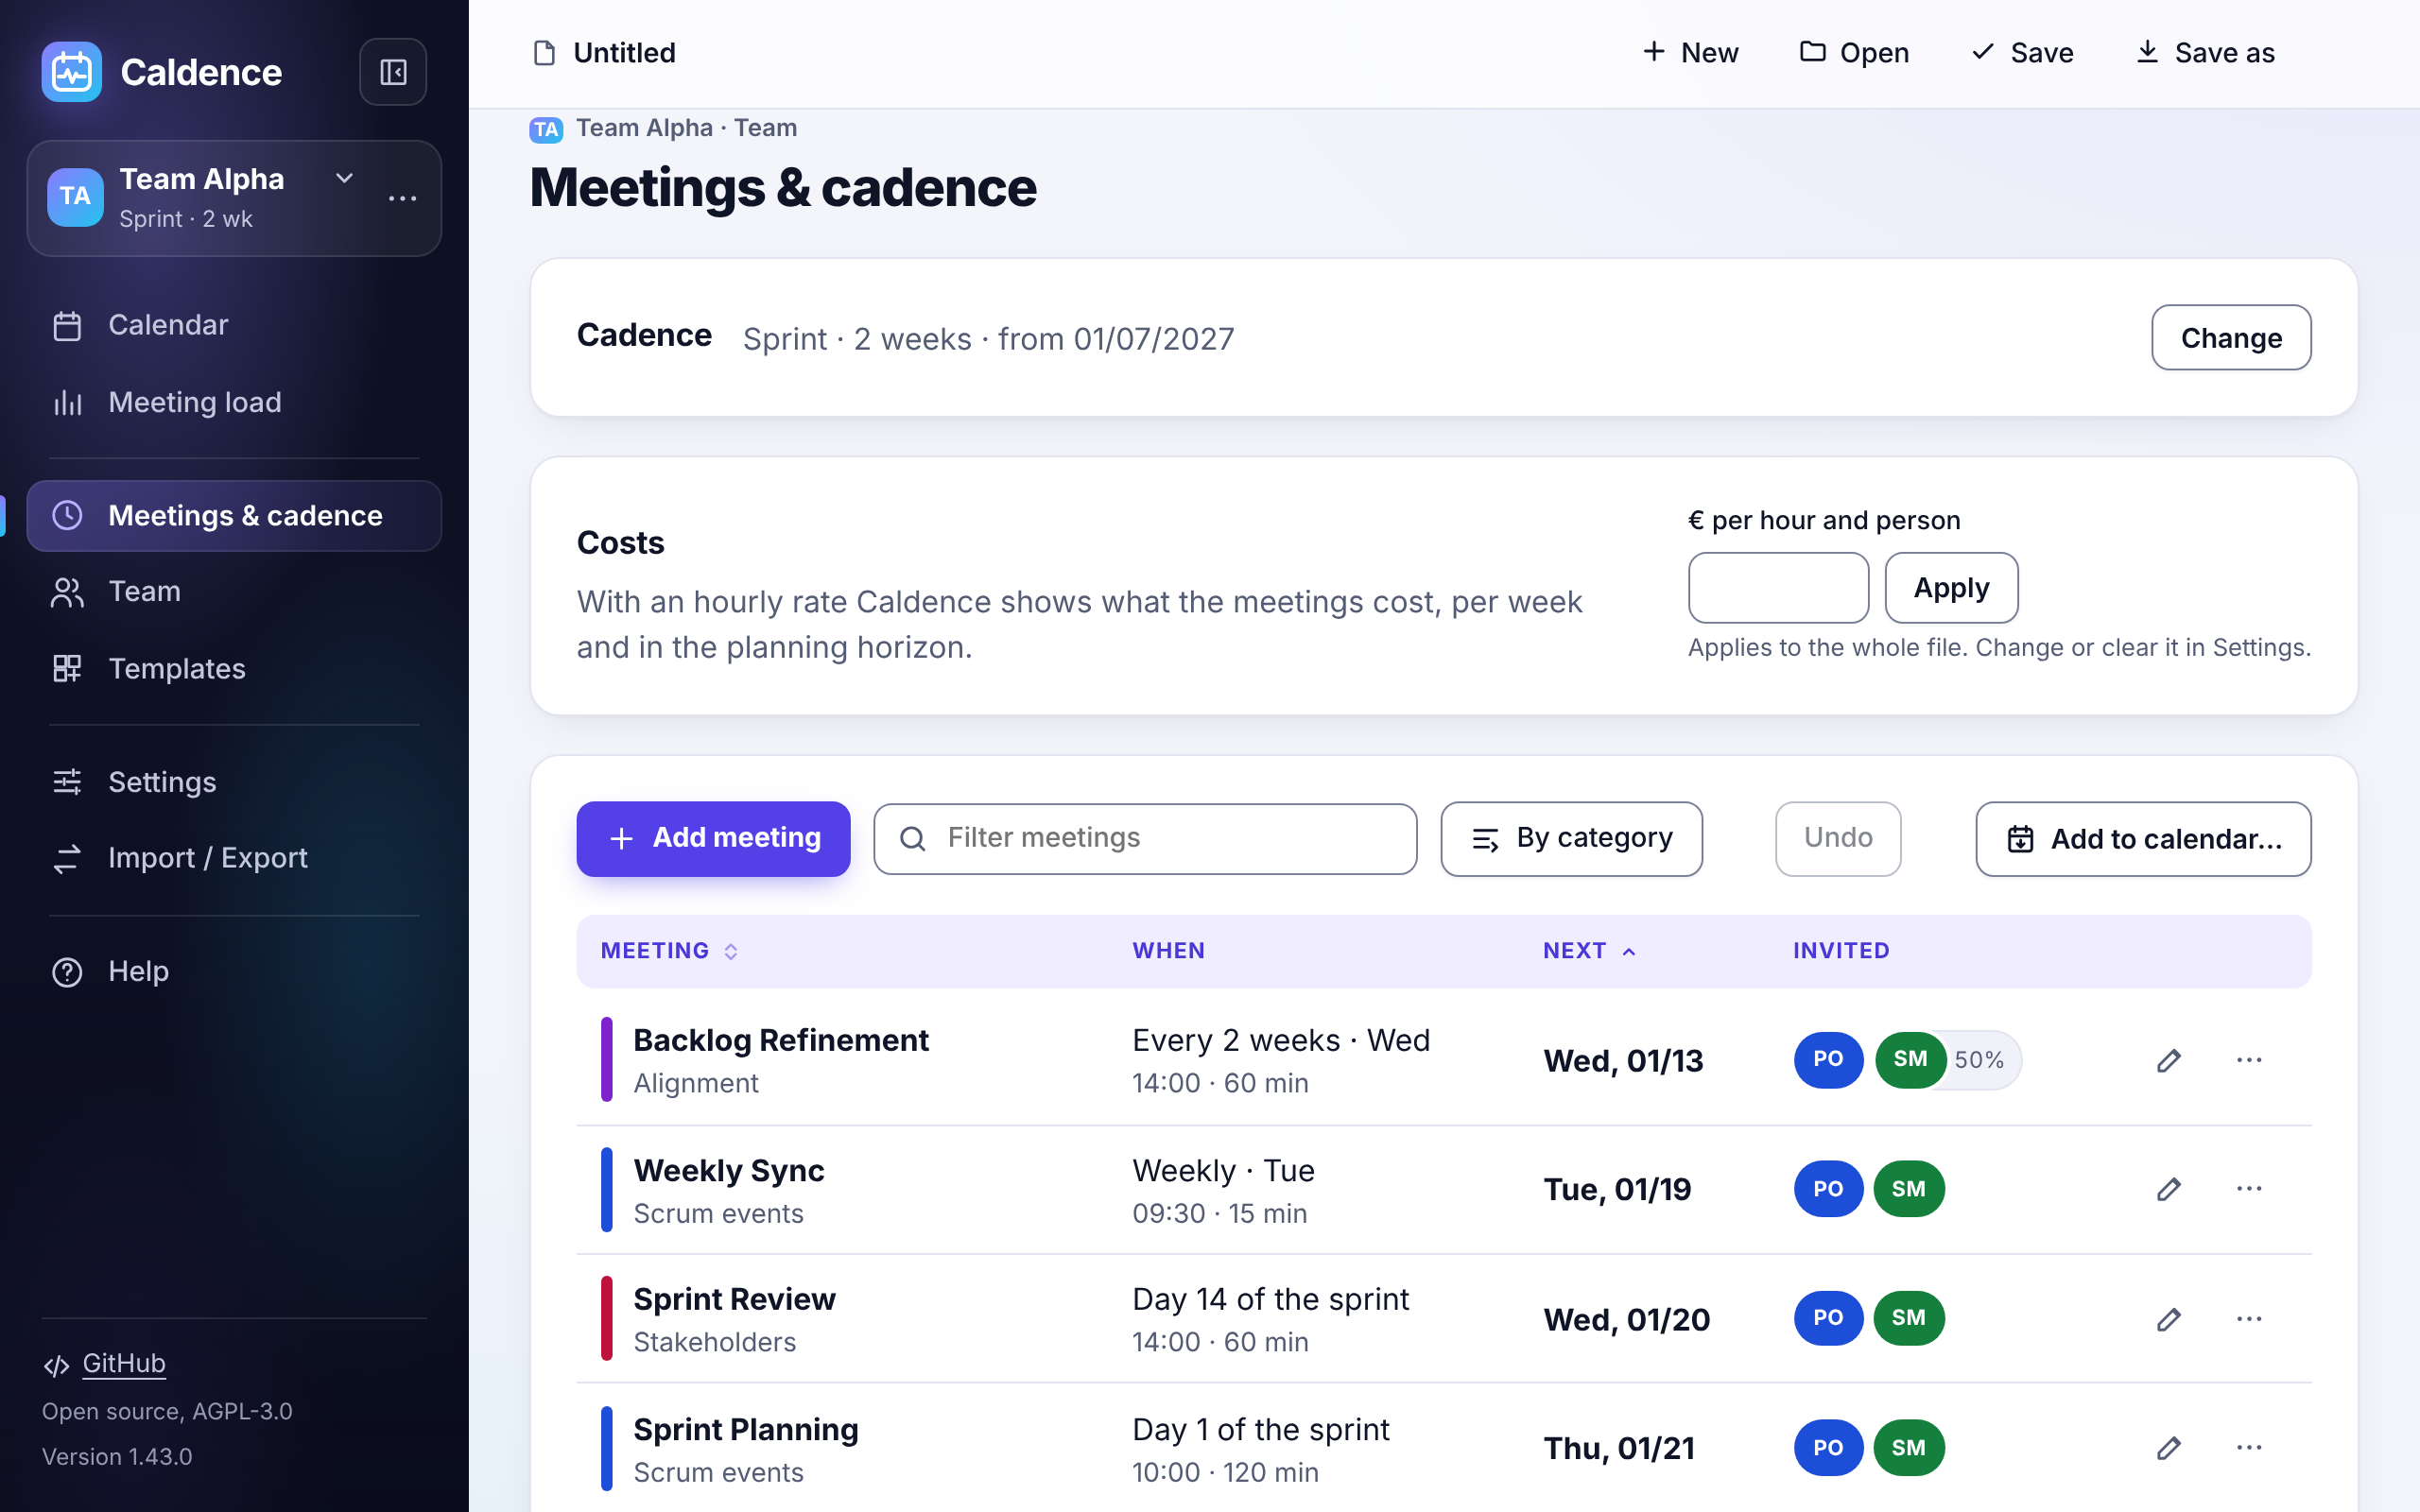 Caldence
TA
Team Alpha
Sprint · 2 wk
Calendar
Meeting load
Meetings & cadence
Team
Templates
Settings
Import / Export
Help
GitHub
Open source, AGPL-3.0
Version 1.43.0
Untitled
New
Open
Save
Save as
TA Team Alpha · Team
Meetings & cadence
Cadence Sprint · 2 weeks · from 01/07/2027
Change
Costs
With an hourly rate Caldence shows what the meetings cost, per week
and in the planning horizon.
€ per hour and person
Apply
Applies to the whole file. Change or clear it in Settings.
Add meeting
Filter meetings
By category
Undo
Add to calendar...
MEETING WHEN NEXT INVITED
Backlog Refinement Every 2 weeks · Wed
Alignment 14:00 · 60 min
Wed, 01/13 PO SM 50%
Weekly Sync Weekly · Tue
Scrum events 09:30 · 15 min
Tue, 01/19 PO SM
Sprint Review Day 14 of the sprint
Stakeholders 14:00 · 60 min
Wed, 01/20 PO SM
Sprint Planning Day 1 of the sprint
Scrum events 10:00 · 120 min
Thu, 01/21 PO SM